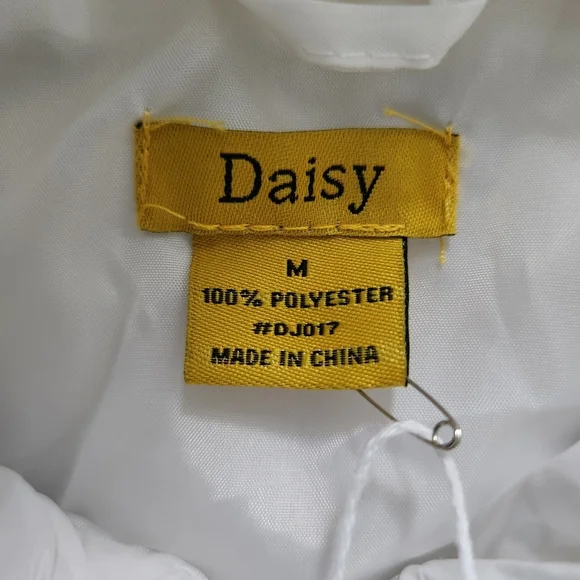 Daisy
M
100% POLYESTER
#DJ017
MADE IN CHINA